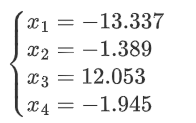 x₁ = −13.337
x₂ = −1.389
x₃ = 12.053
x₄ = −1.945